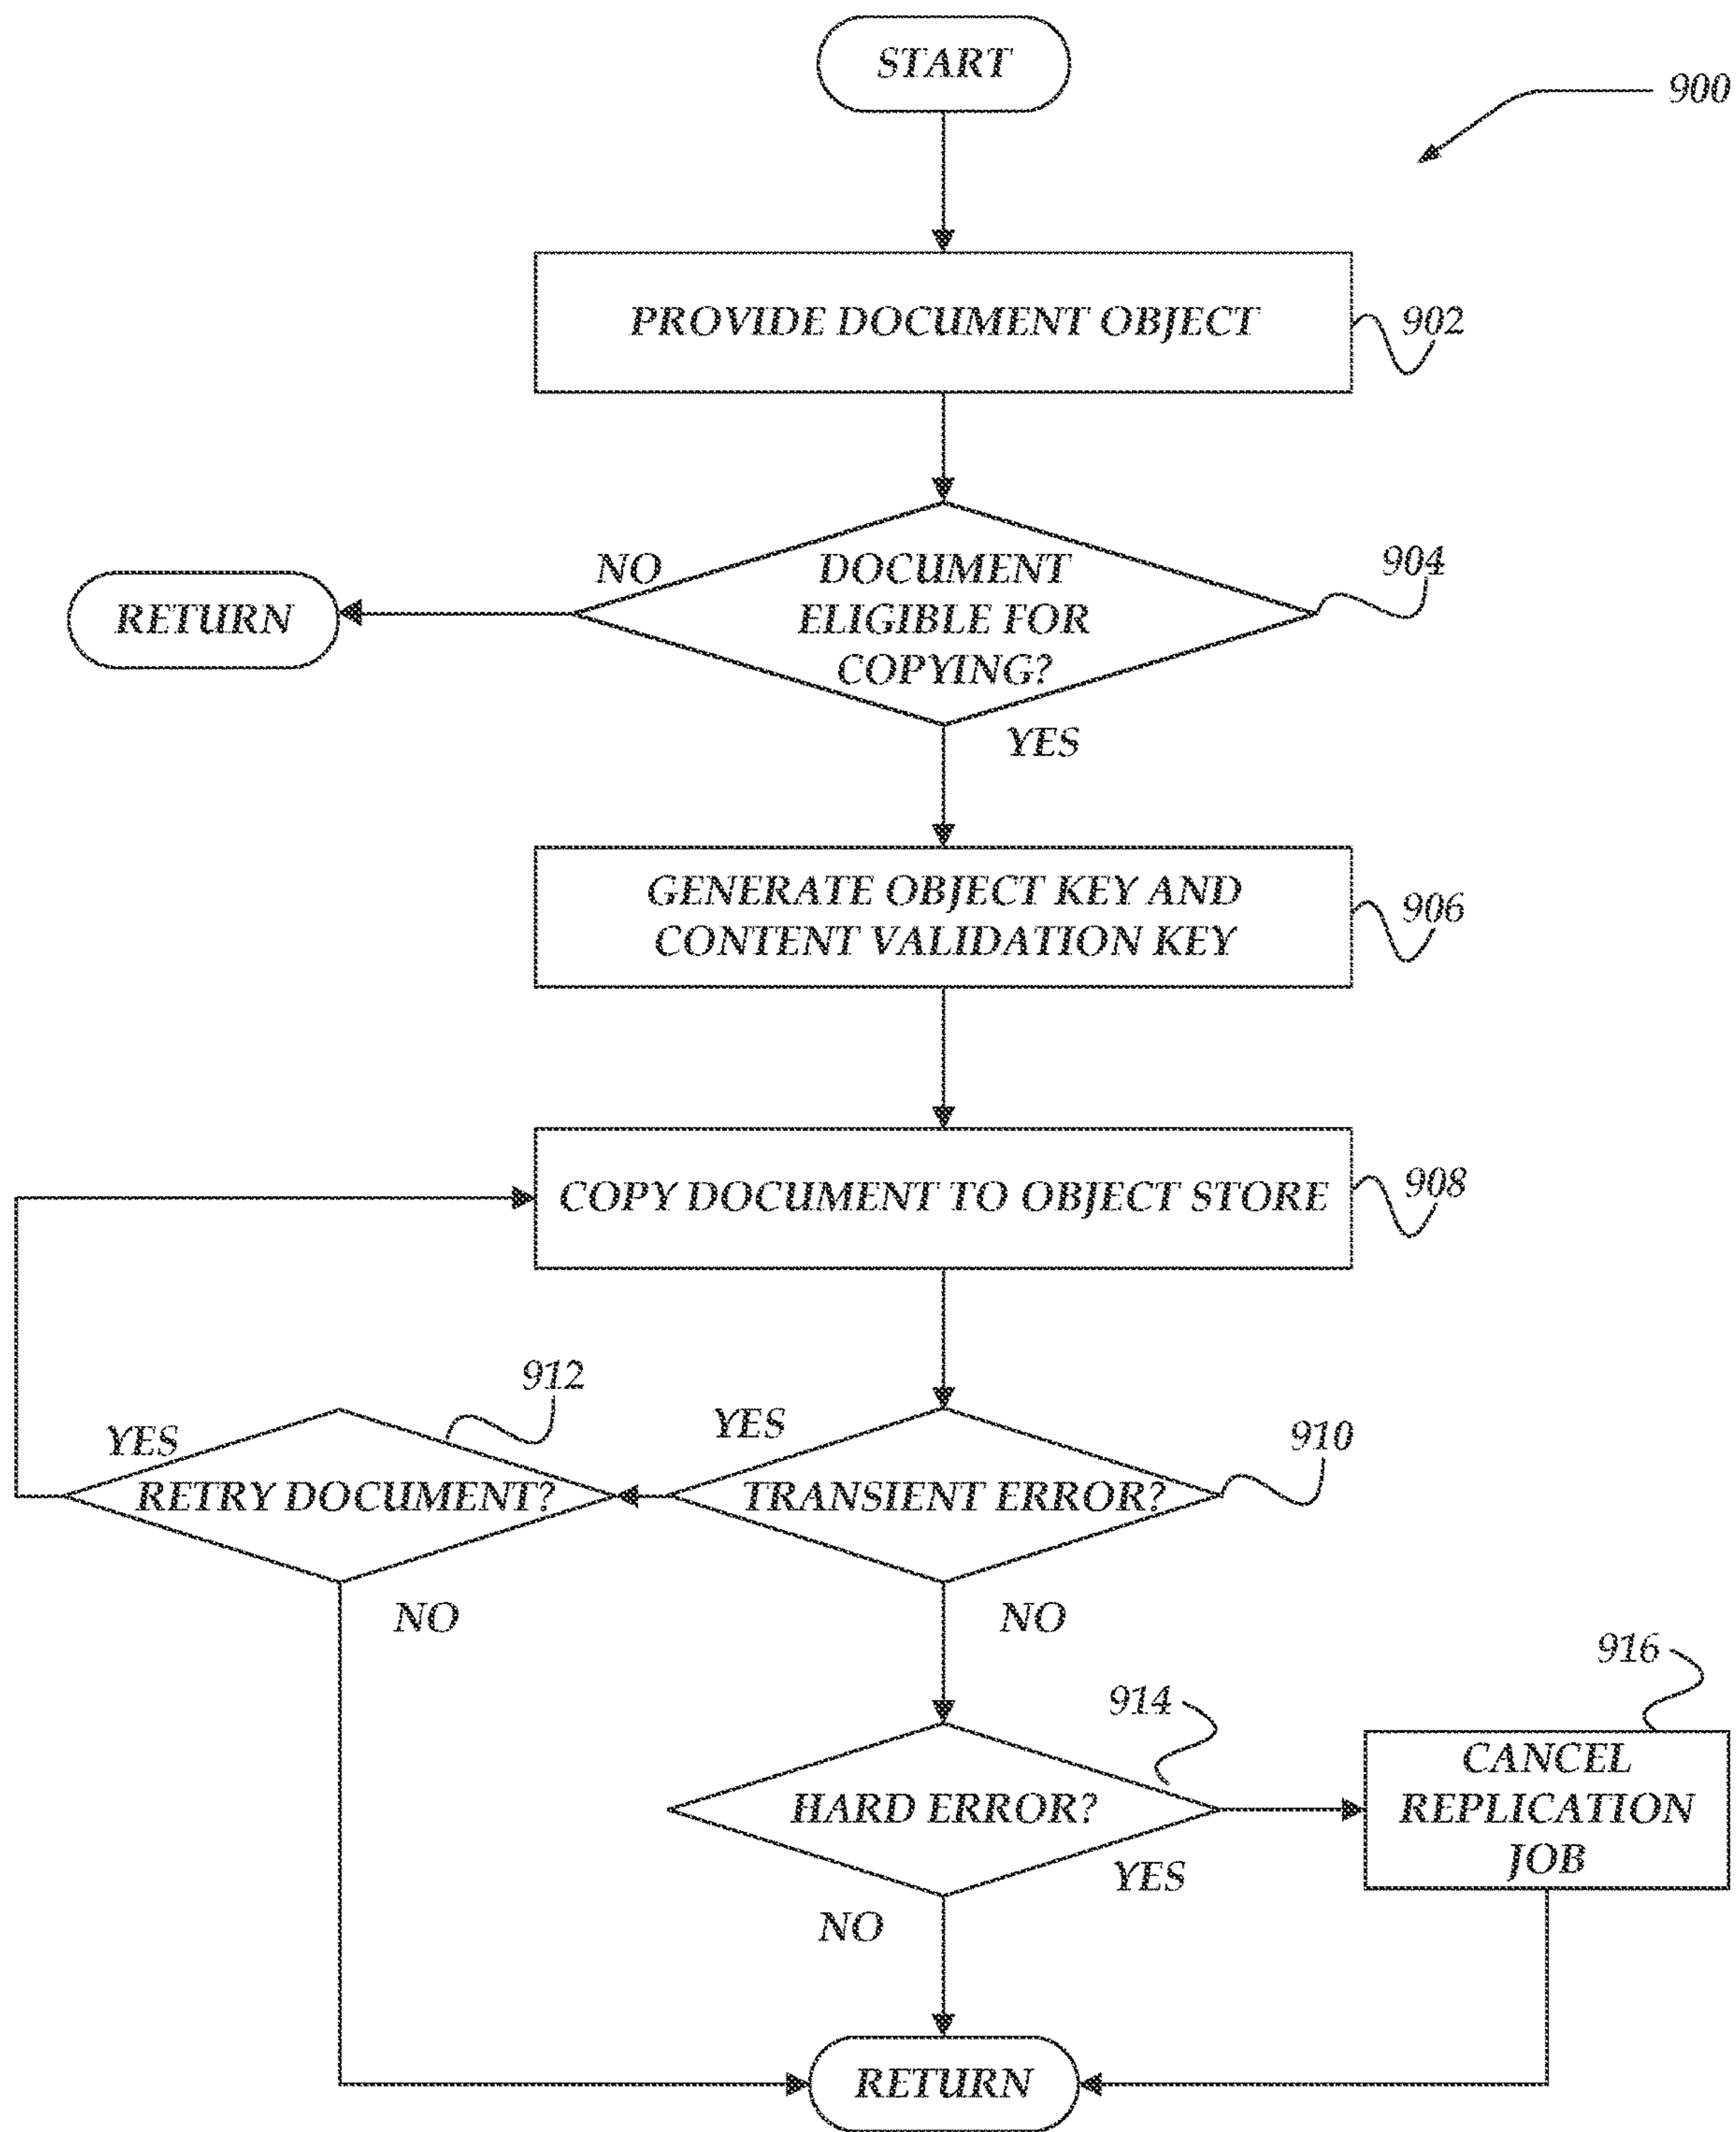 START
900
PROVIDE DOCUMENT OBJECT
902
NO
DOCUMENT
ELIGIBLE FOR
COPYING?
904
RETURN
YES
GENERATE OBJECT KEY AND
CONTENT VALIDATION KEY
906
COPY DOCUMENT TO OBJECT STORE
908
912
YES
RETRY DOCUMENT?
NO
YES
TRANSIENT ERROR?
910
NO
914
HARD ERROR?
YES
NO
916
CANCEL
REPLICATION
JOB
RETURN